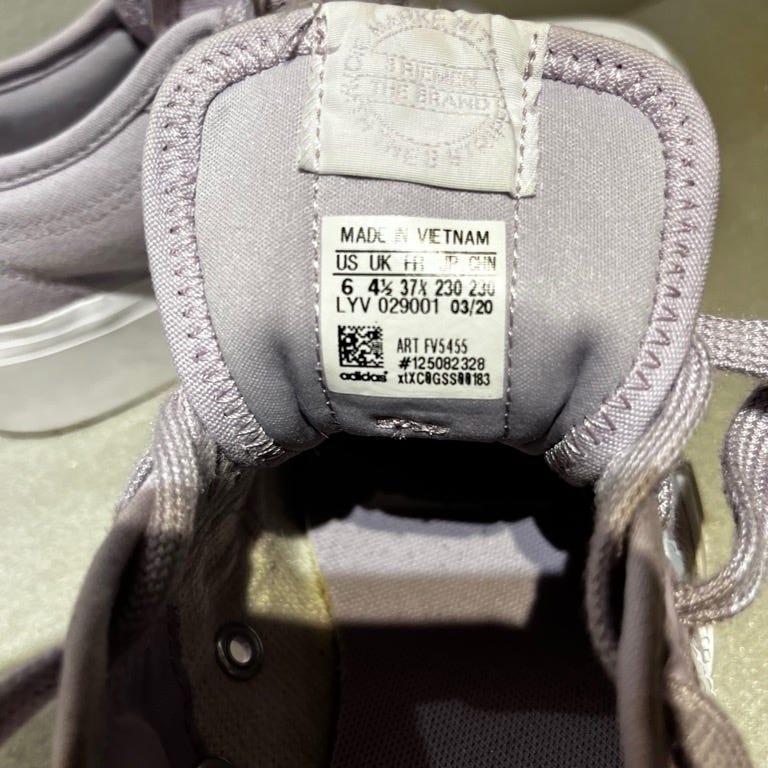 THE BRAND
MADE IN VIETNAM
US UK FR JP CHN
6 4½ 37⅓ 230 230
LYV 029001 03/20
ART FV5455
#125082328
adidas
xtXC0GSS00183